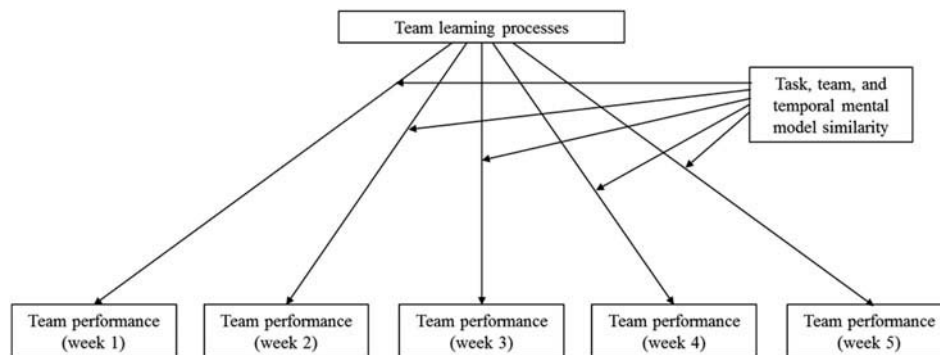 Team learning processes
Task, team, and
temporal mental
model similarity
Team performance
(week 1)
Team performance
(week 2)
Team performance
(week 3)
Team performance
(week 4)
Team performance
(week 5)